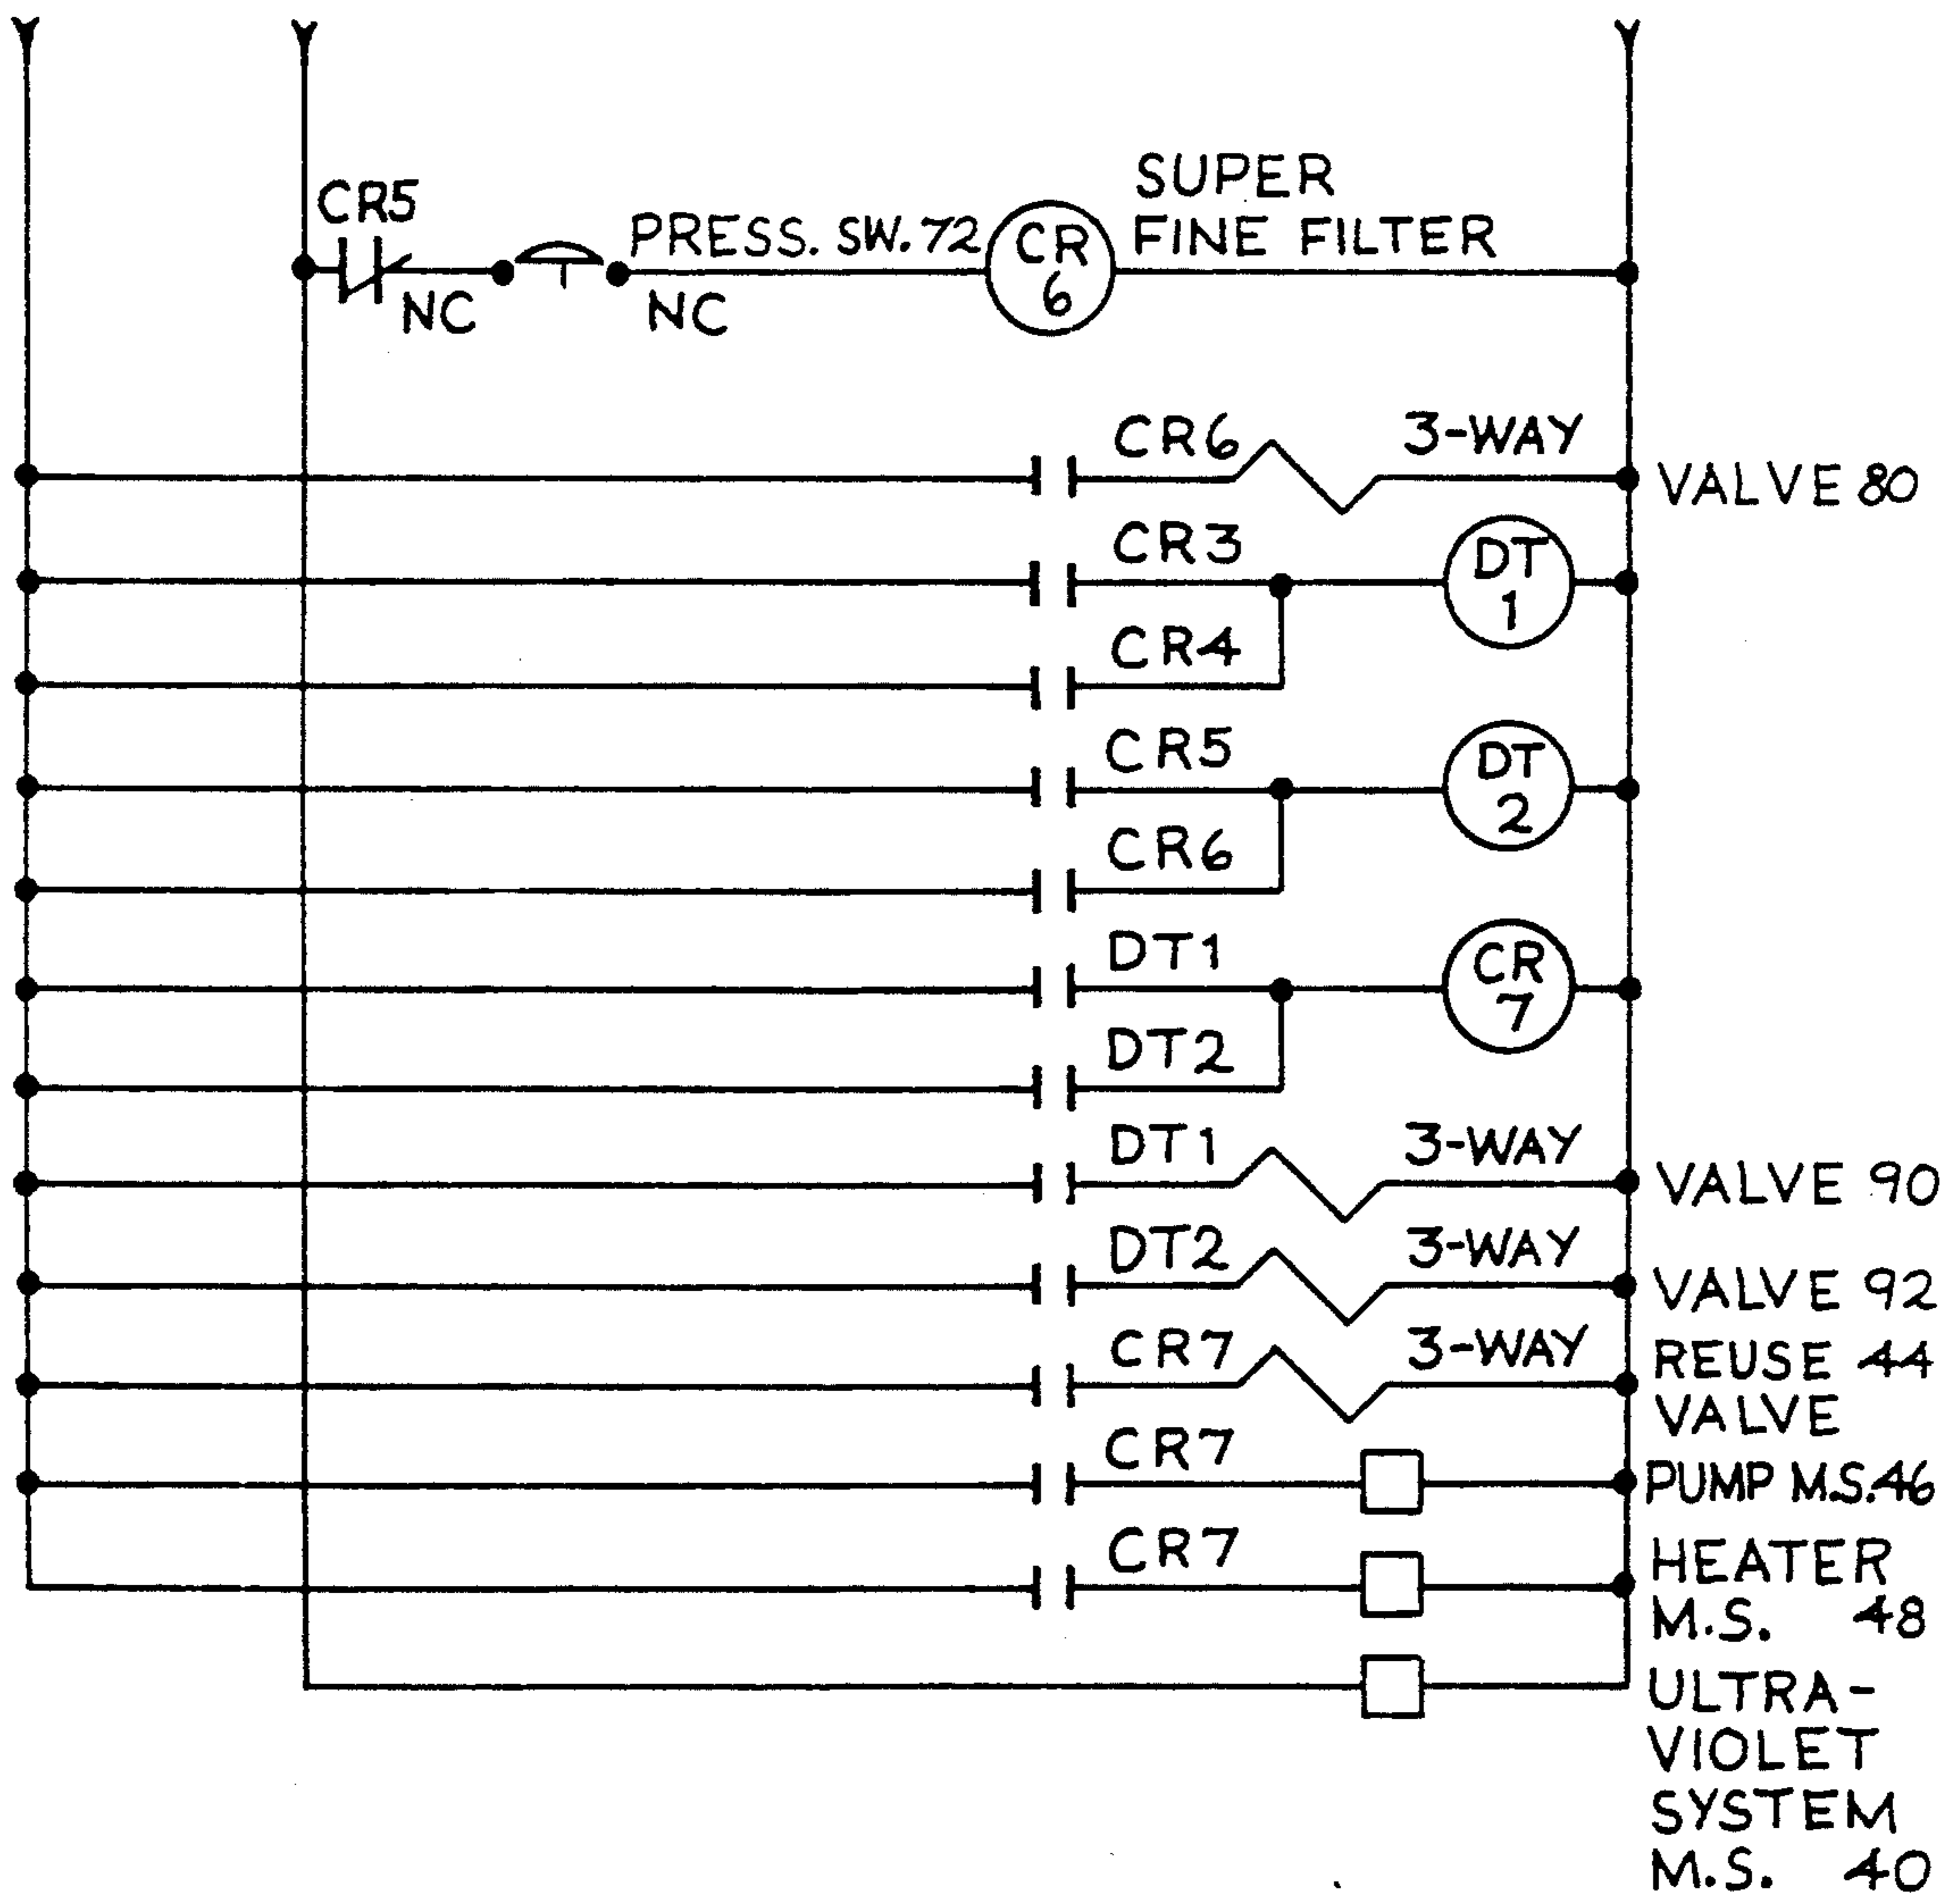 CR5
NC
PRESS. SW. 72
NC
CR
6
SUPER
FINE FILTER
CR6
3-WAY
VALVE 80
CR3
DT
1
CR4
CR5
DT
2
CR6
DT1
CR
7
DT2
DT1
3-WAY
VALVE 90
DT2
3-WAY
VALVE 92
CR7
3-WAY
REUSE 44
VALVE
CR7
PUMP M.S. 46
CR7
HEATER
M.S. 48
ULTRA-
VIOLET
SYSTEM
M.S. 40